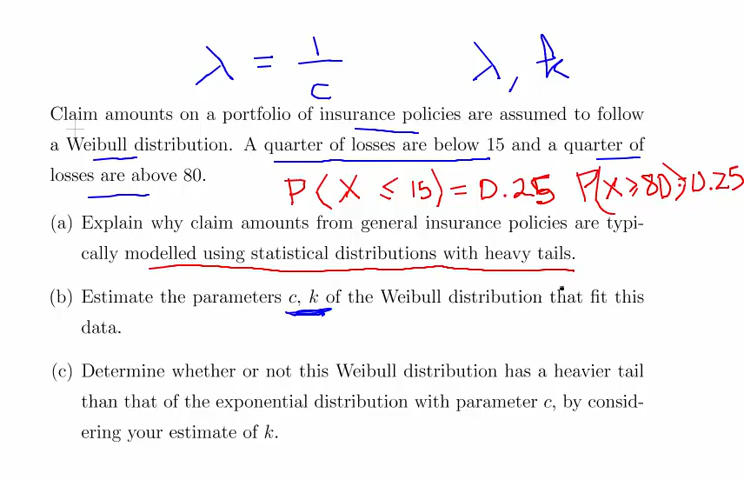 λ = 1/c λ, k
Claim amounts on a portfolio of insurance policies are assumed to follow
a Weibull distribution. A quarter of losses are below 15 and a quarter of
losses are above 80.
P(X ≤ 15) = 0.25 P(X ≥ 80) = 0.25
(a) Explain why claim amounts from general insurance policies are typi-
cally modelled using statistical distributions with heavy tails.
(b) Estimate the parameters c, k of the Weibull distribution that fit this
data.
(c) Determine whether or not this Weibull distribution has a heavier tail
than that of the exponential distribution with parameter c, by consid-
ering your estimate of k.